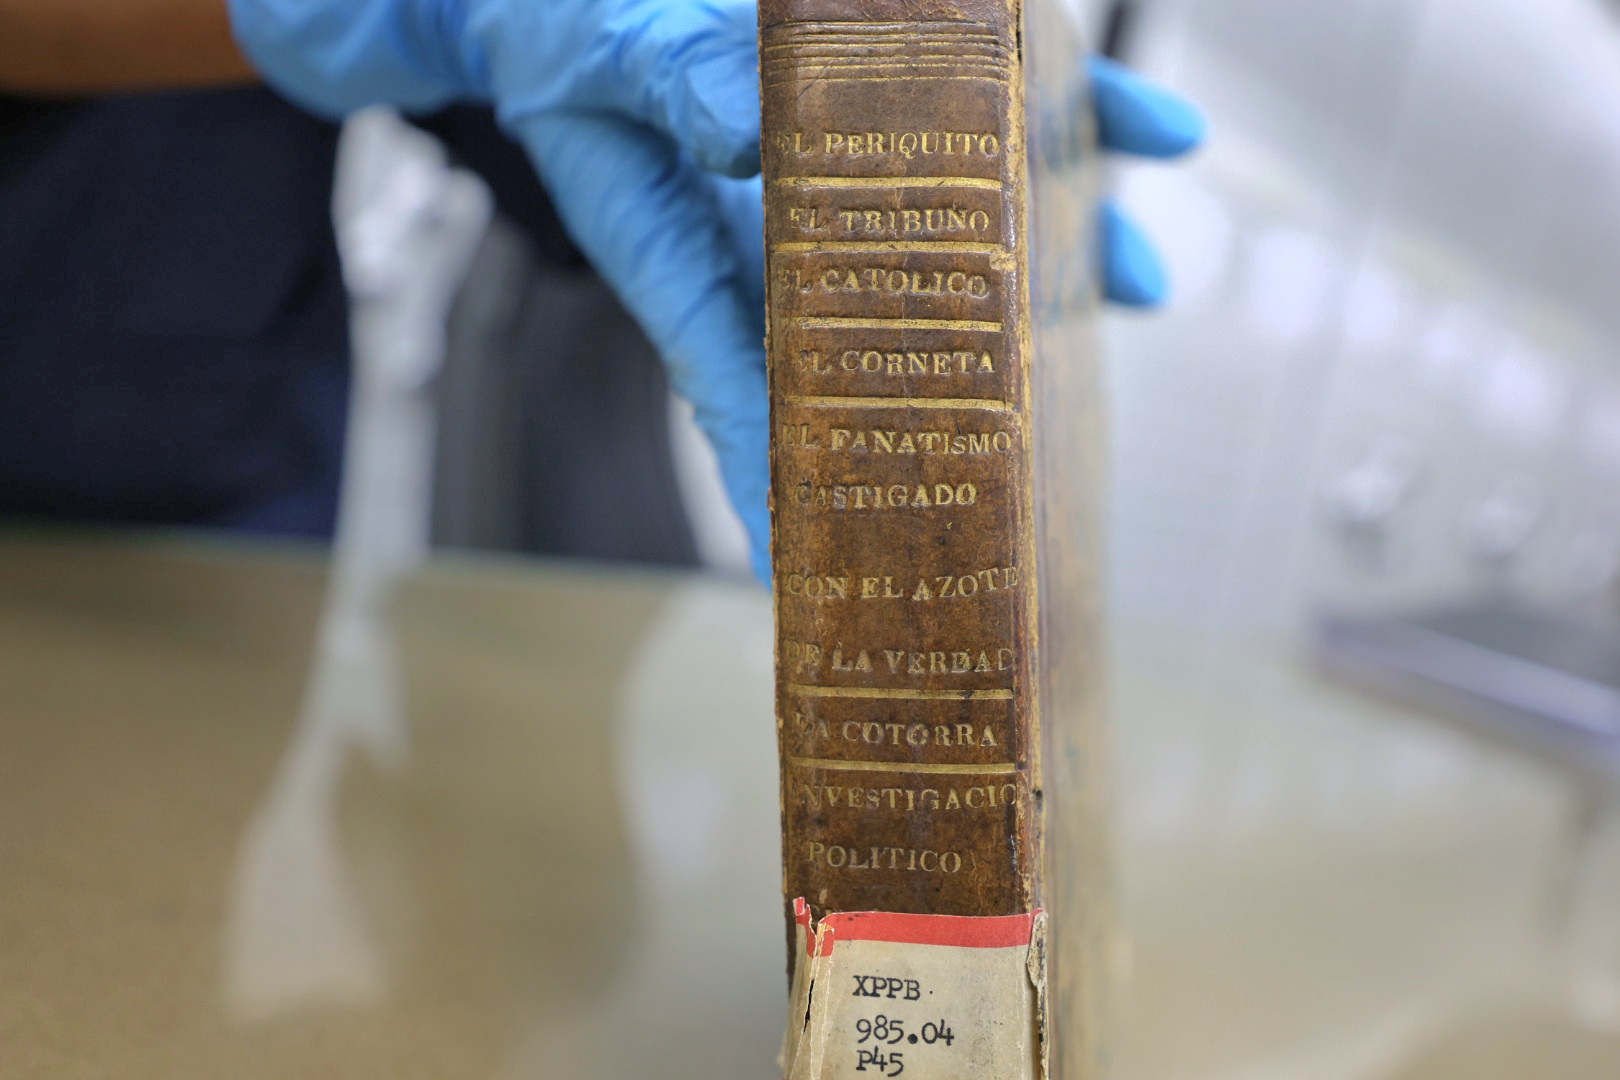 EL PERIQUITO
EL TRIBUNO
EL CATOLICO
EL CORNETA
EL FANATISMO
CASTIGADO
CON EL AZOTE
DE LA VERDAD
LA COTORRA
INVESTIGACIO
POLITICO
XPPB
985.04
P45